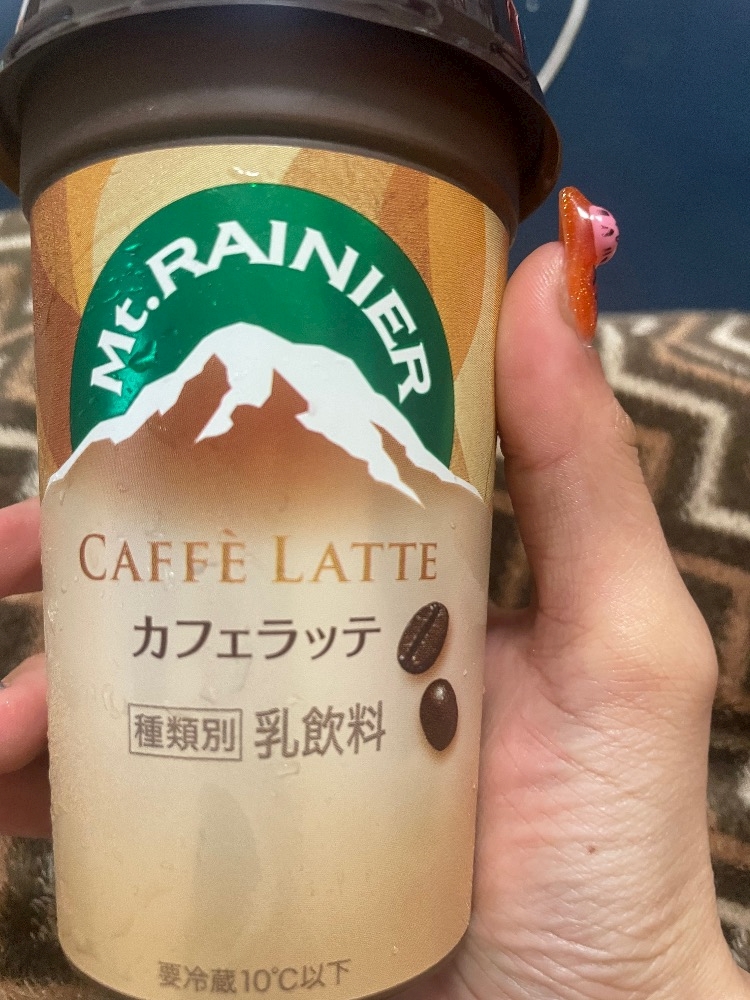 Mt. RAINIER
CAFFÈ LATTE
カフェラッテ
種類別 乳飲料
要冷蔵10℃以下